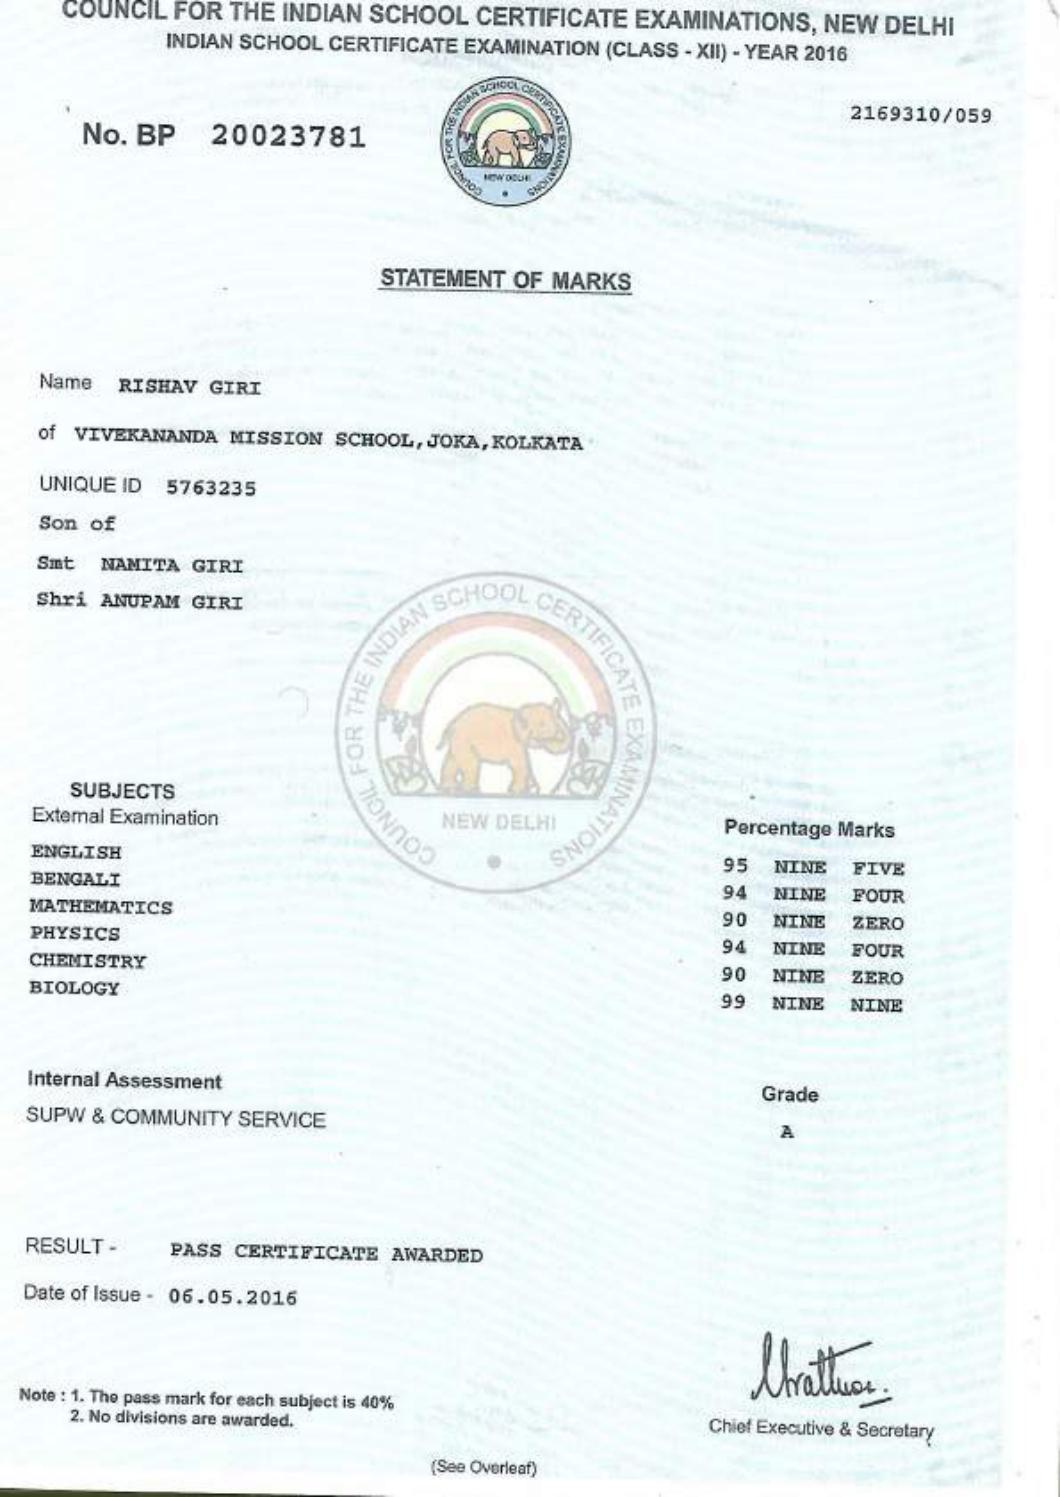 COUNCIL FOR THE INDIAN SCHOOL CERTIFICATE EXAMINATIONS, NEW DELHI
INDIAN SCHOOL CERTIFICATE EXAMINATION (CLASS - XII) - YEAR 2016
No. BP 20023781
COUNCIL FOR THE INDIAN SCHOOL CERTIFICATE EXAMINATIONS
NEW DELHI
2169310/059
STATEMENT OF MARKS
Name RISHAV GIRI
of VIVEKANANDA MISSION SCHOOL,JOKA,KOLKATA
UNIQUE ID 5763235
Son of
Smt NAMITA GIRI
Shri ANUPAM GIRI
COUNCIL FOR THE INDIAN SCHOOL CERTIFICATE EXAMINATIONS
NEW DELHI
SUBJECTS
External Examination Percentage Marks
ENGLISH 95 NINE FIVE
BENGALI 94 NINE FOUR
MATHEMATICS 90 NINE ZERO
PHYSICS 94 NINE FOUR
CHEMISTRY 90 NINE ZERO
BIOLOGY 99 NINE NINE
Internal Assessment Grade
SUPW & COMMUNITY SERVICE A
RESULT - PASS CERTIFICATE AWARDED
Date of Issue - 06.05.2016
Note : 1. The pass mark for each subject is 40%
2. No divisions are awarded.
Chief Executive & Secretary
(See Overleaf)